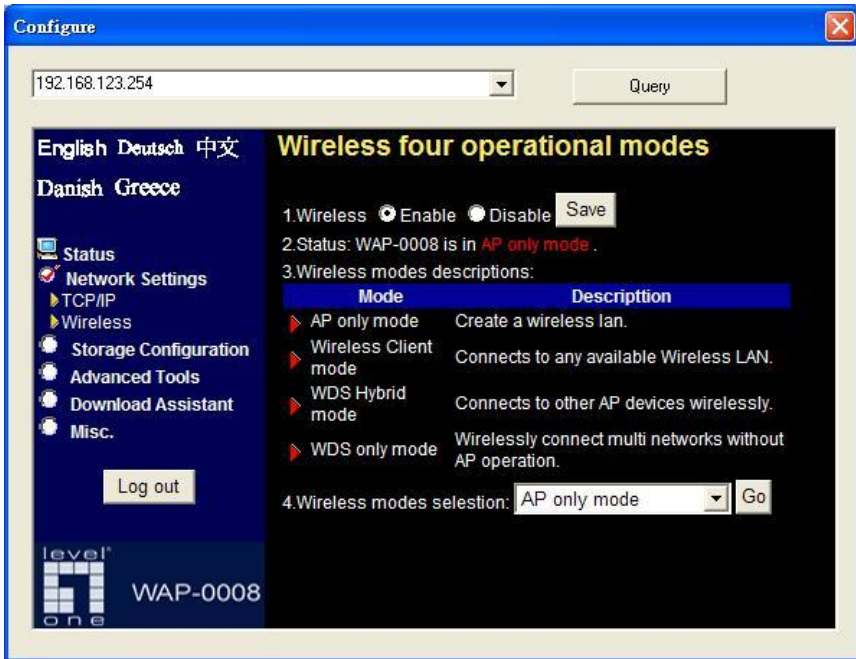 Configure
192.168.123.254
Query
English Deutsch 中文
Danish Greece
Status
Network Settings
TCP/IP
Wireless
Storage Configuration
Advanced Tools
Download Assistant
Misc.
Log out
level
one
WAP-0008
Wireless four operational modes
1.Wireless Enable Disable Save
2.Status: WAP-0008 is in AP only mode .
3.Wireless modes descriptions:
Mode Descripttion
AP only mode Create a wireless lan.
Wireless Client
mode
Connects to any available Wireless LAN.
WDS Hybrid
mode
Connects to other AP devices wirelessly.
WDS only mode
Wirelessly connect multi networks without
AP operation.
4.Wireless modes selestion: AP only mode Go